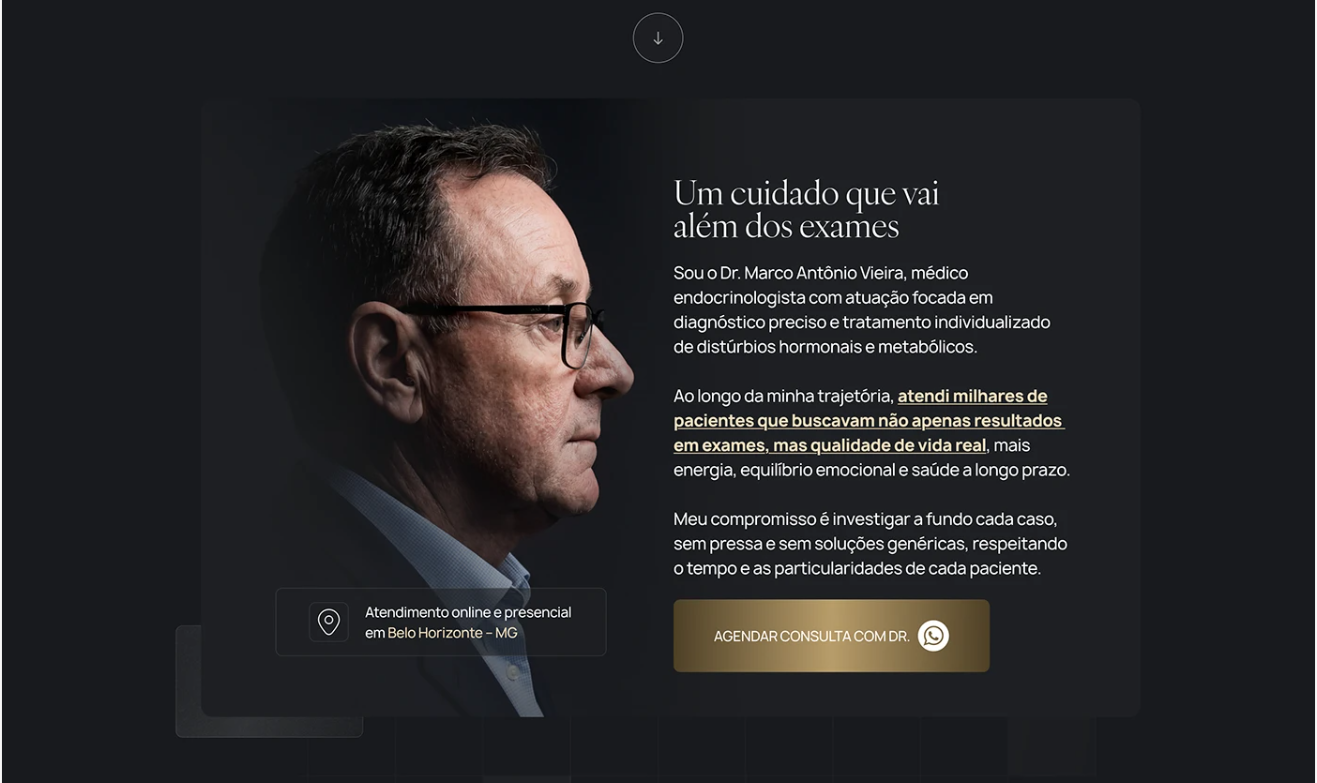 Um cuidado que vai
além dos exames
Sou o Dr. Marco Antônio Vieira, médico
endocrinologista com atuação focada em
diagnóstico preciso e tratamento individualizado
de distúrbios hormonais e metabólicos.
Ao longo da minha trajetória, atendi milhares de
pacientes que buscavam não apenas resultados
em exames, mas qualidade de vida real, mais
energia, equilíbrio emocional e saúde a longo prazo.
Meu compromisso é investigar a fundo cada caso,
sem pressa e sem soluções genéricas, respeitando
o tempo e as particularidades de cada paciente.
AGENDAR CONSULTA COM DR.
Atendimento online e presencial
em Belo Horizonte – MG